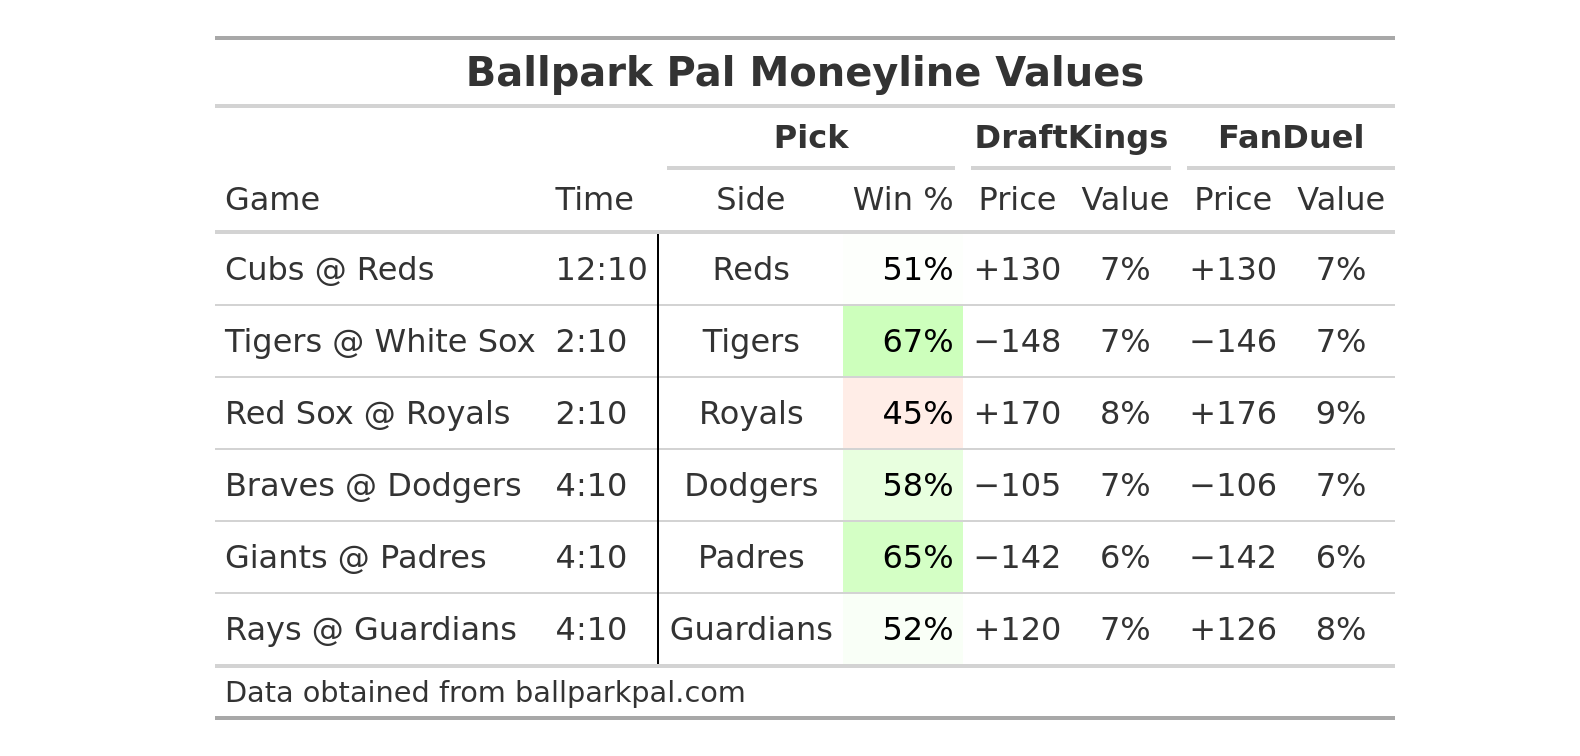 Ballpark Pal Moneyline Values
Pick DraftKings FanDuel
Game Time Side Win % Price Value Price Value
Cubs @ Reds 12:10 Reds 51% +130 7% +130 7%
Tigers @ White Sox 2:10 Tigers 67% −148 7% −146 7%
Red Sox @ Royals 2:10 Royals 45% +170 8% +176 9%
Braves @ Dodgers 4:10 Dodgers 58% −105 7% −106 7%
Giants @ Padres 4:10 Padres 65% −142 6% −142 6%
Rays @ Guardians 4:10 Guardians 52% +120 7% +126 8%
Data obtained from ballparkpal.com